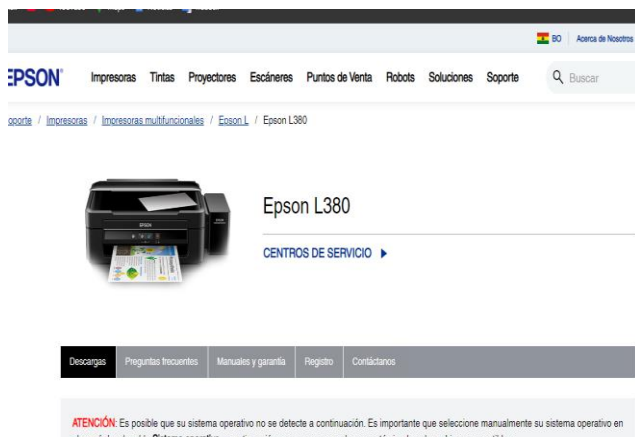 BO | Acerca de Nosotros
EPSON Impresoras Tintas Proyectores Escáneres Puntos de Venta Robots Soluciones Soporte Buscar
oporte / Impresoras / Impresoras multifuncionales / Epson L / Epson L380
Epson L380
CENTROS DE SERVICIO
Descargas Preguntas frecuentes Manuales y garantía Registro Contáctanos
ATENCIÓN: Es posible que su sistema operativo no se detecte a continuación. Es importante que seleccione manualmente su sistema operativo en